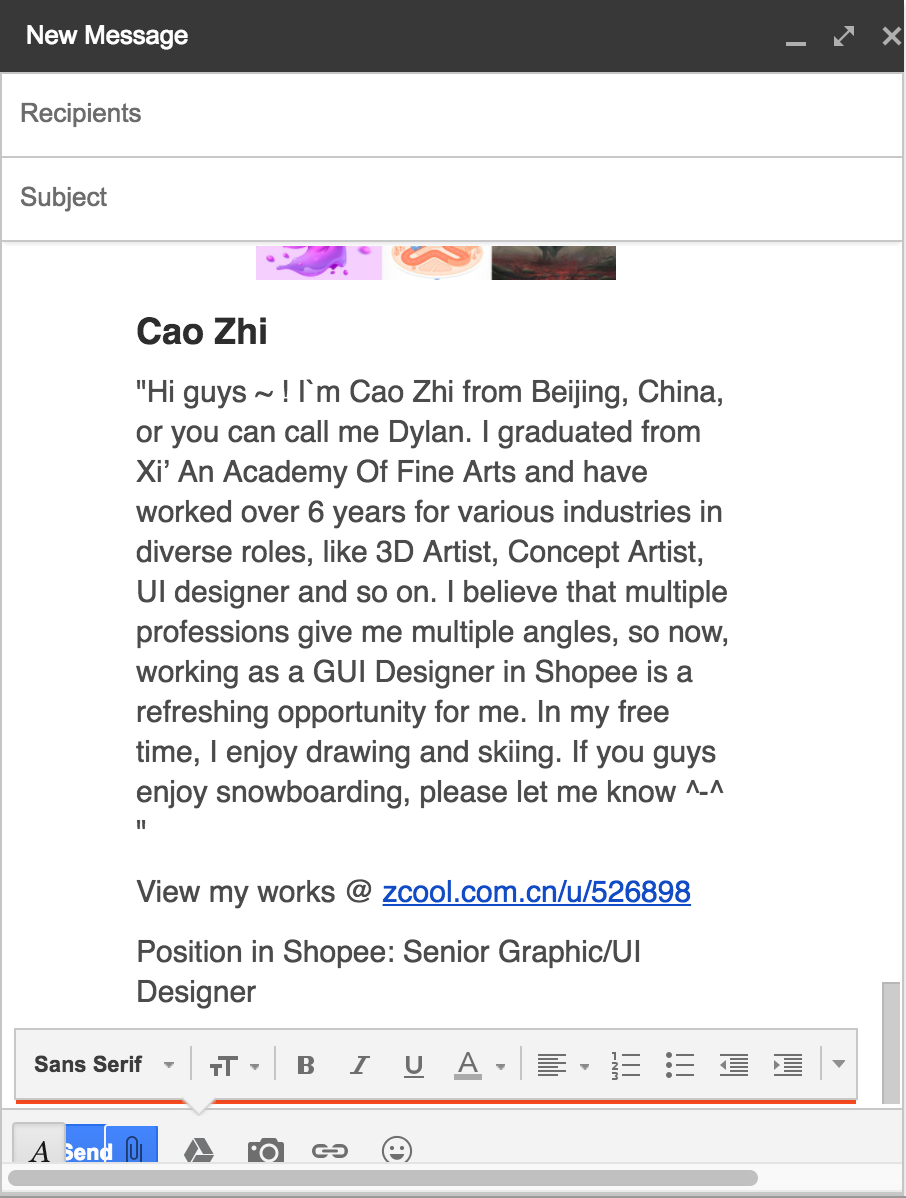 New Message
Recipients
Subject
Cao Zhi
"Hi guys ~ ! I`m Cao Zhi from Beijing, China,
or you can call me Dylan. I graduated from
Xi’ An Academy Of Fine Arts and have
worked over 6 years for various industries in
diverse roles, like 3D Artist, Concept Artist,
UI designer and so on. I believe that multiple
professions give me multiple angles, so now,
working as a GUI Designer in Shopee is a
refreshing opportunity for me. In my free
time, I enjoy drawing and skiing. If you guys
enjoy snowboarding, please let me know ^-^
"
View my works @ zcool.com.cn/u/526898
Position in Shopee: Senior Graphic/UI
Designer
Sans Serif TT B I U A
A Send